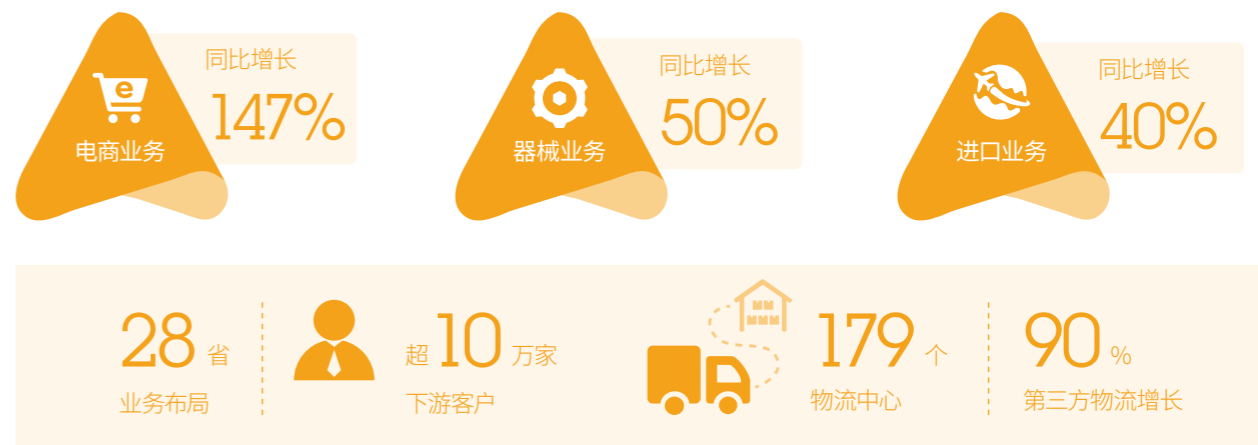 同比增长
147%
e
电商业务
同比增长
50%
器械业务
同比增长
40%
进口业务
28 省
业务布局
超 10 万家
下游客户
179 个
物流中心
90 %
第三方物流增长